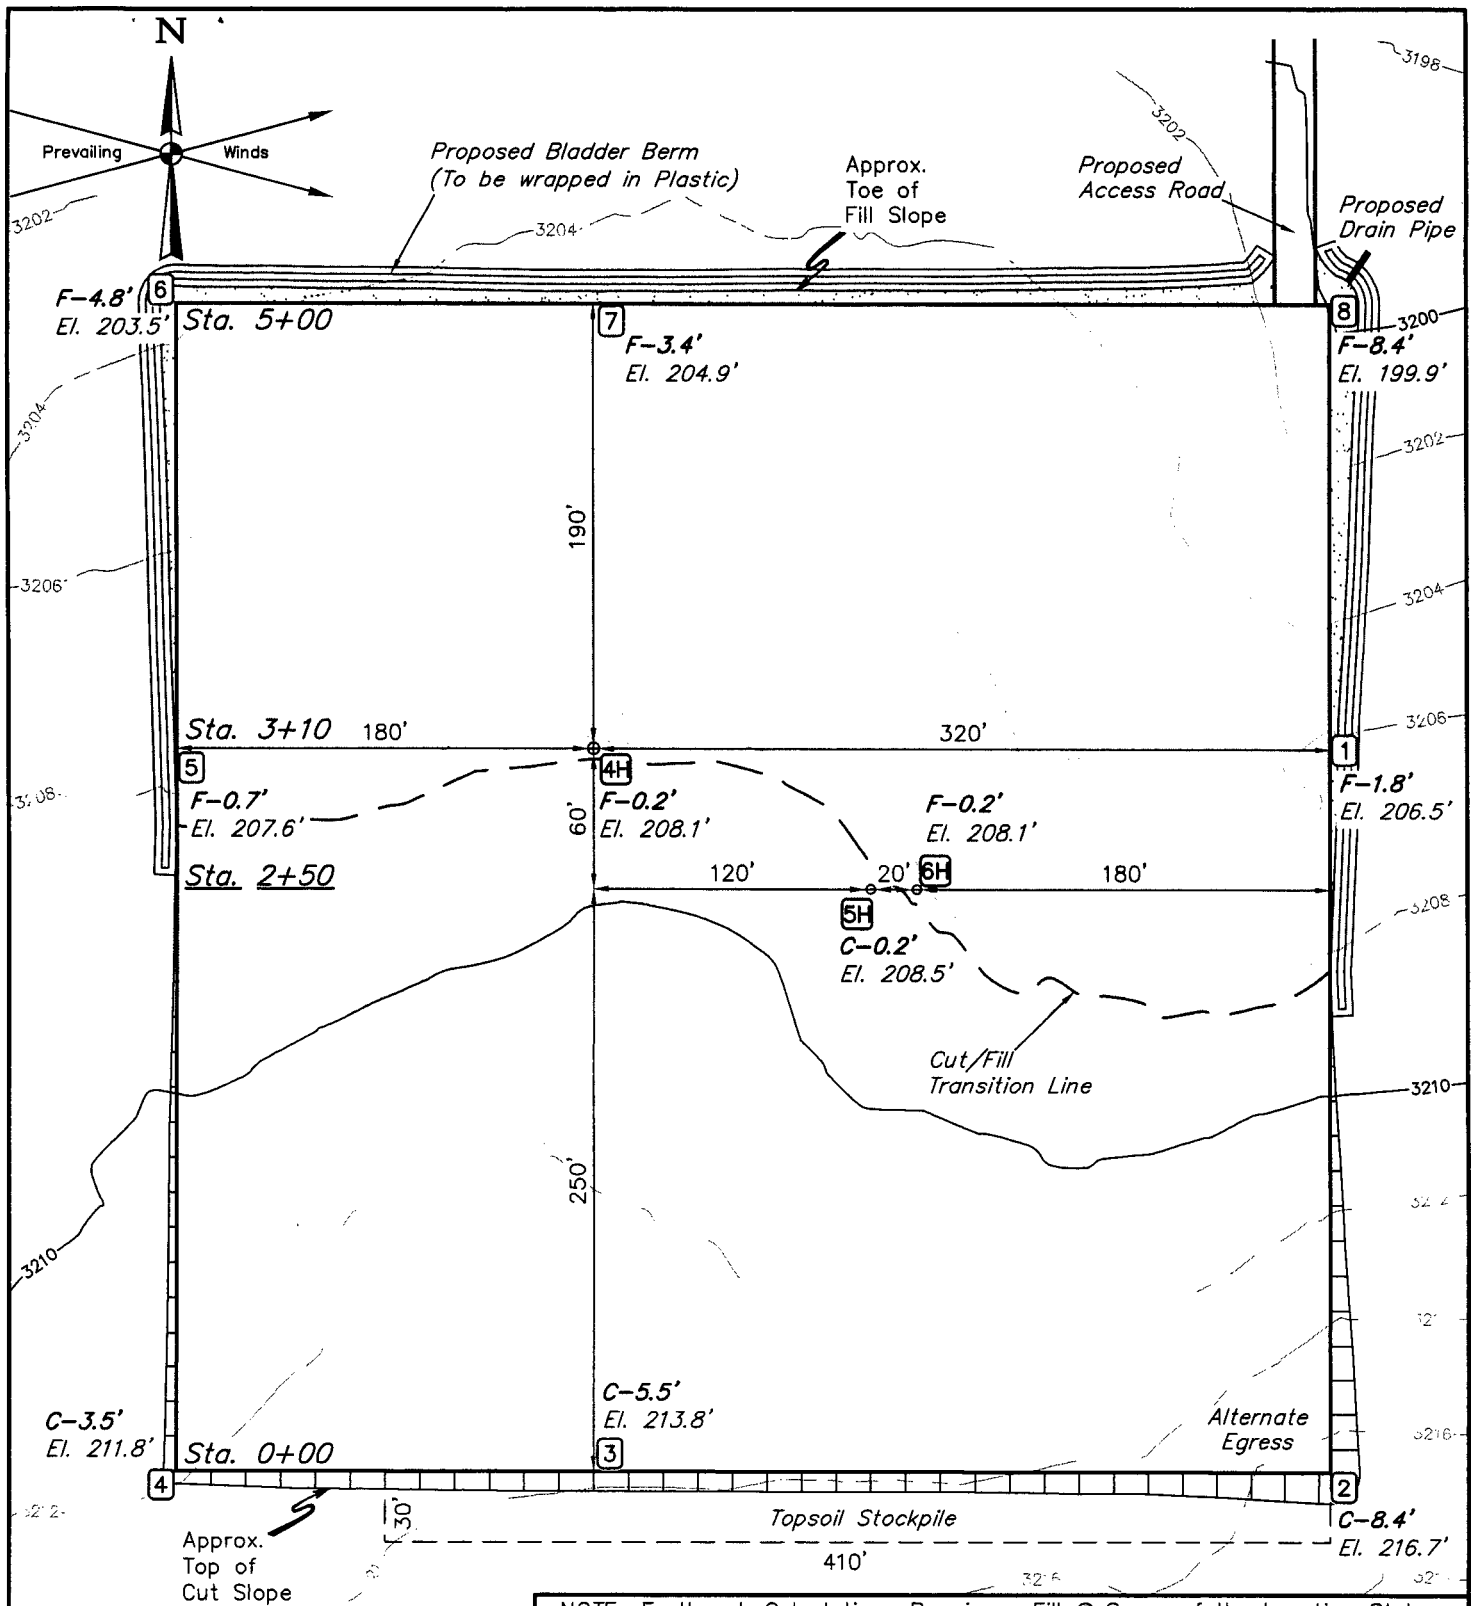 N
Prevailing Winds
3202
Proposed Bladder Berm
(To be wrapped in Plastic)
3204
Approx.
Toe of
Fill Slope
3202
Proposed
Access Road
3198
Proposed
Drain Pipe
6
F-4.8'
El. 203.5'
Sta. 5+00
7
F-3.4'
El. 204.9'
8
3200
F-8.4'
El. 199.9'
3204
3202
190'
3206
3204
Sta. 3+10
180'
320'
3206
5
4H
1
F-0.7'
El. 207.6'
F-0.2'
El. 208.1'
F-0.2'
El. 208.1'
F-1.8'
El. 206.5'
60'
Sta. 2+50
120'
20'
6H
180'
3208
5H
C-0.2'
El. 208.5'
Cut/Fill
Transition Line
3210
250'
3210
C-3.5'
El. 211.8'
C-5.5'
El. 213.8'
Alternate
Egress
3216
Sta. 0+00
4
3
2
30'
Topsoil Stockpile
C-8.4'
El. 216.7'
410'
Approx.
Top of
Cut Slope